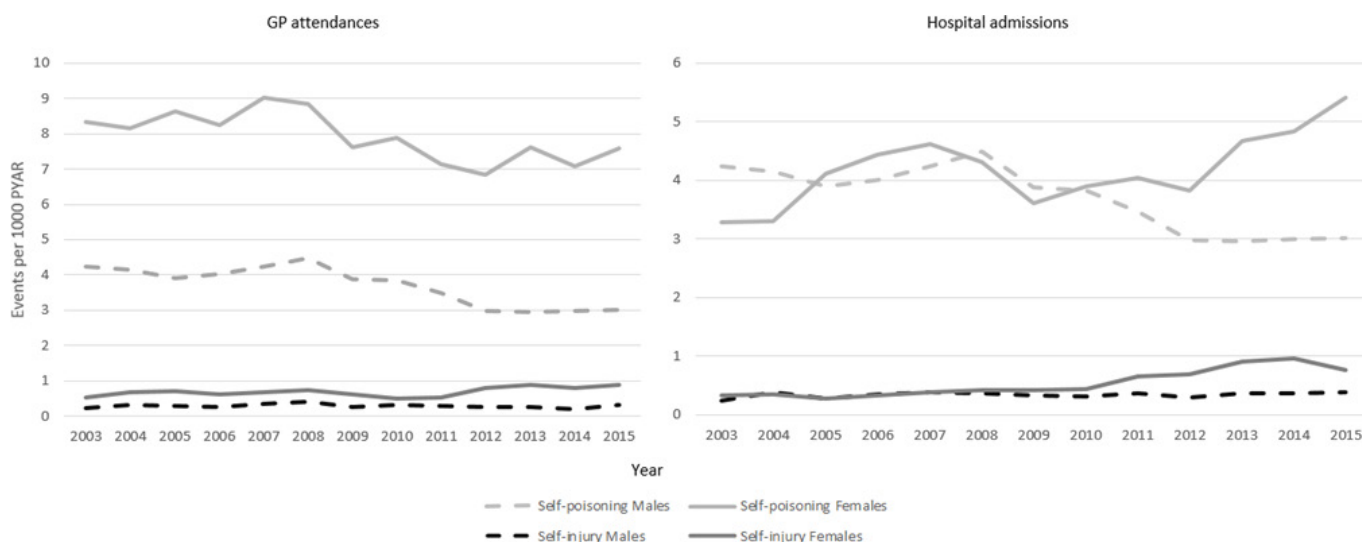 GP attendances
Hospital admissions
Events per 1000 PYAR
10
9
8
7
6
5
4
3
2
1
0
2003 2004 2005 2006 2007 2008 2009 2010 2011 2012 2013 2014 2015
6
5
4
3
2
1
0
2003 2004 2005 2006 2007 2008 2009 2010 2011 2012 2013 2014 2015
Year
Self-poisoning Males Self-poisoning Females
Self-injury Males Self-injury Females